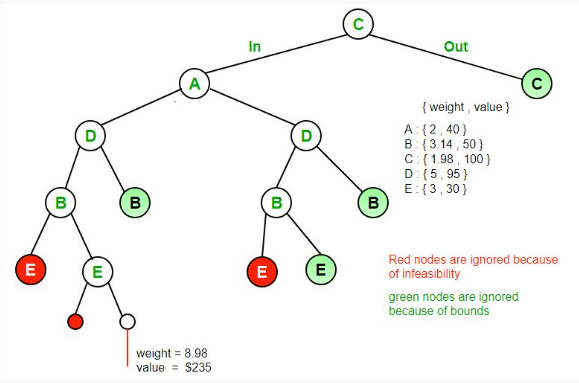 C
In
Out
A
C
{ weight , value }
A : { 2 , 40 }
B : { 3.14 , 50 }
C : { 1.98 , 100 }
D : { 5 , 95 }
E : { 3 , 30 }
D
D
B
B
B
B
E
E
E
E
Red nodes are ignored because
of infeasibility
green nodes are ignored
because of bounds
weight = 8.98
value = $235